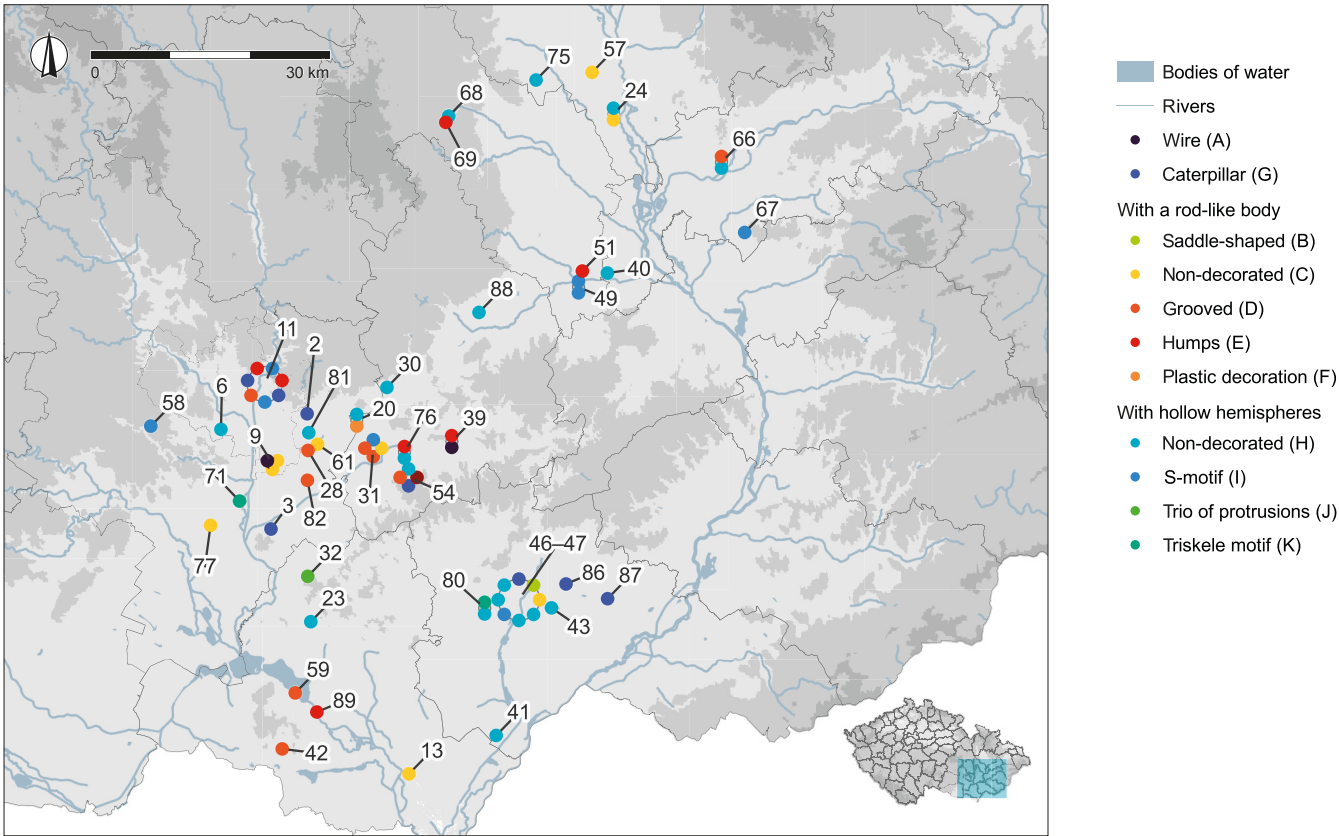 0
30 km
75
57
24
68
69
66
67
51
40
49
88
11
2
81
30
6
58
20
76
39
9
61
71
28
31
54
82
3
77
32
46–47
86
87
80
43
23
59
89
41
42
13
Bodies of water
Rivers
Wire (A)
Caterpillar (G)
With a rod-like body
Saddle-shaped (B)
Non-decorated (C)
Grooved (D)
Humps (E)
Plastic decoration (F)
With hollow hemispheres
Non-decorated (H)
S-motif (I)
Trio of protrusions (J)
Triskele motif (K)